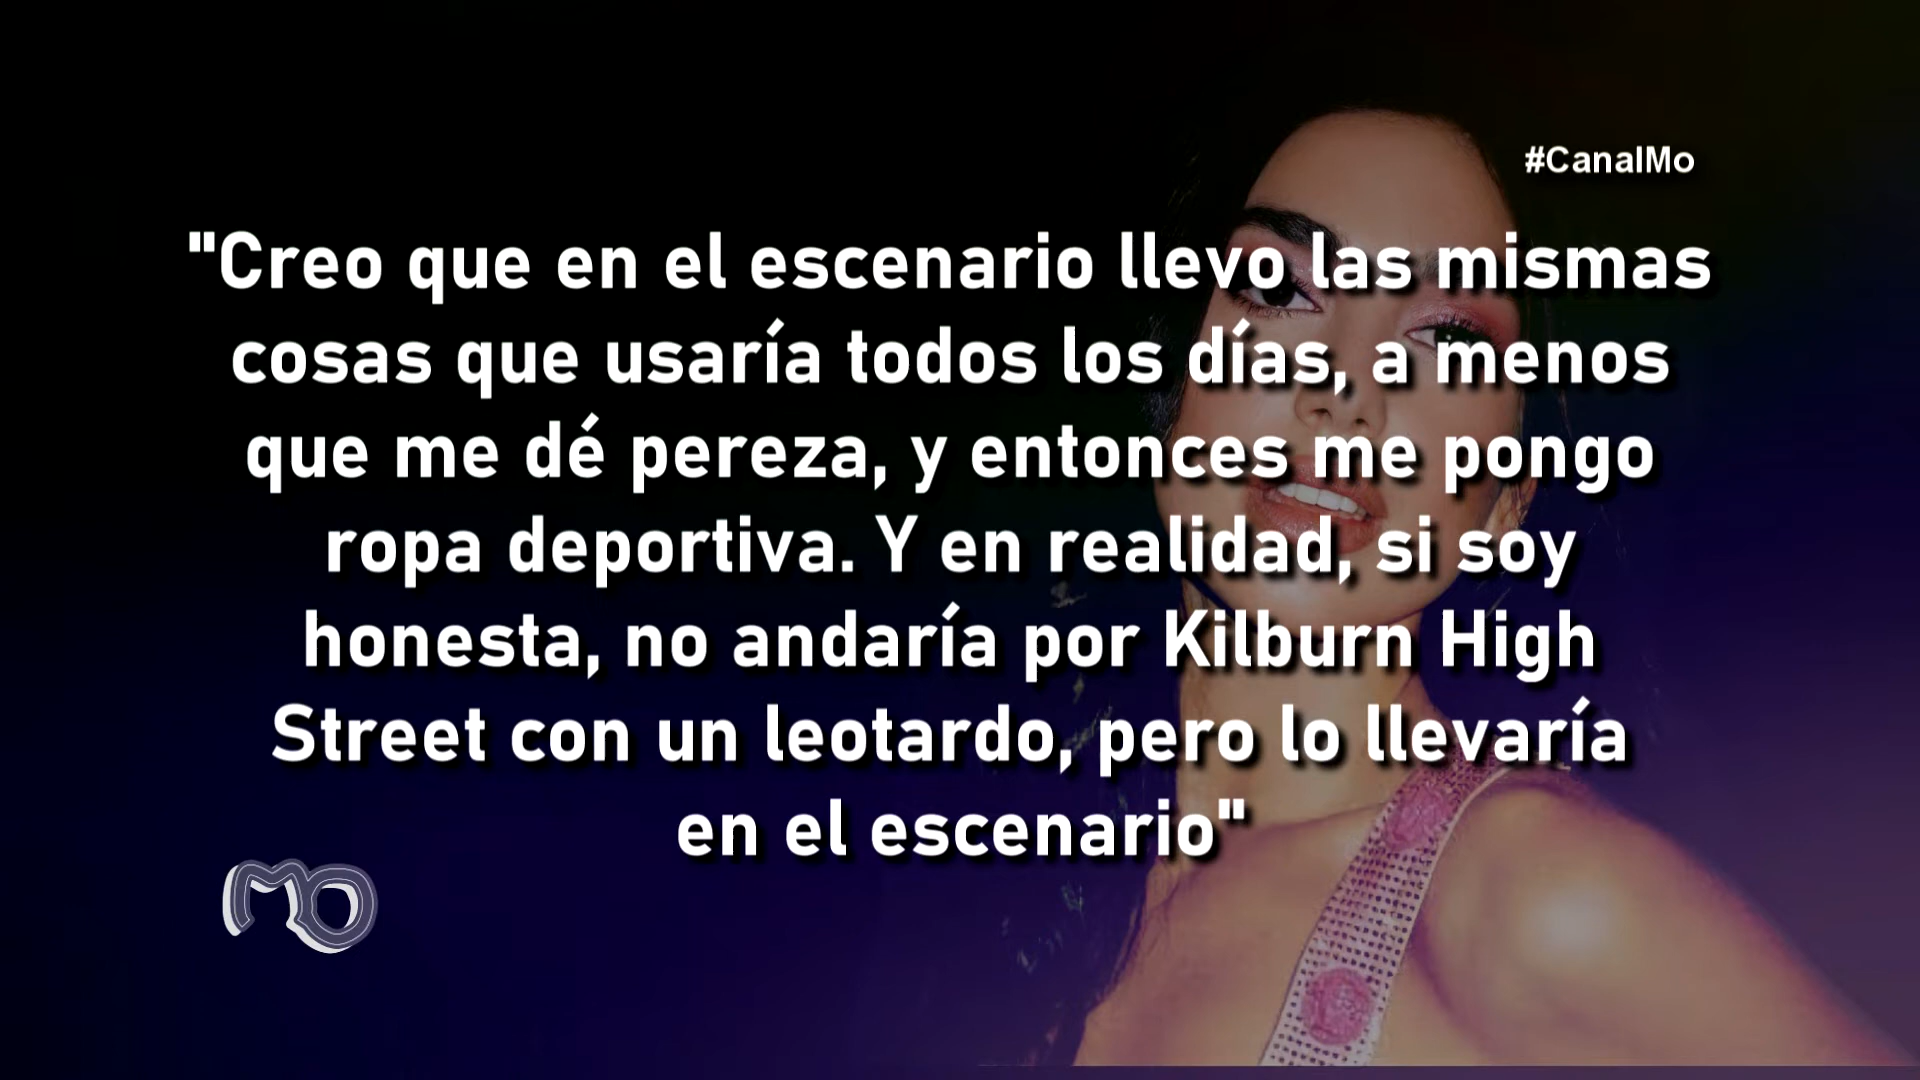 #CanalMo
"Creo que en el escenario llevo las mismas
cosas que usaría todos los días, a menos
que me dé pereza, y entonces me pongo
ropa deportiva. Y en realidad, si soy
honesta, no andaría por Kilburn High
Street con un leotardo, pero lo llevaría
en el escenario"
MO